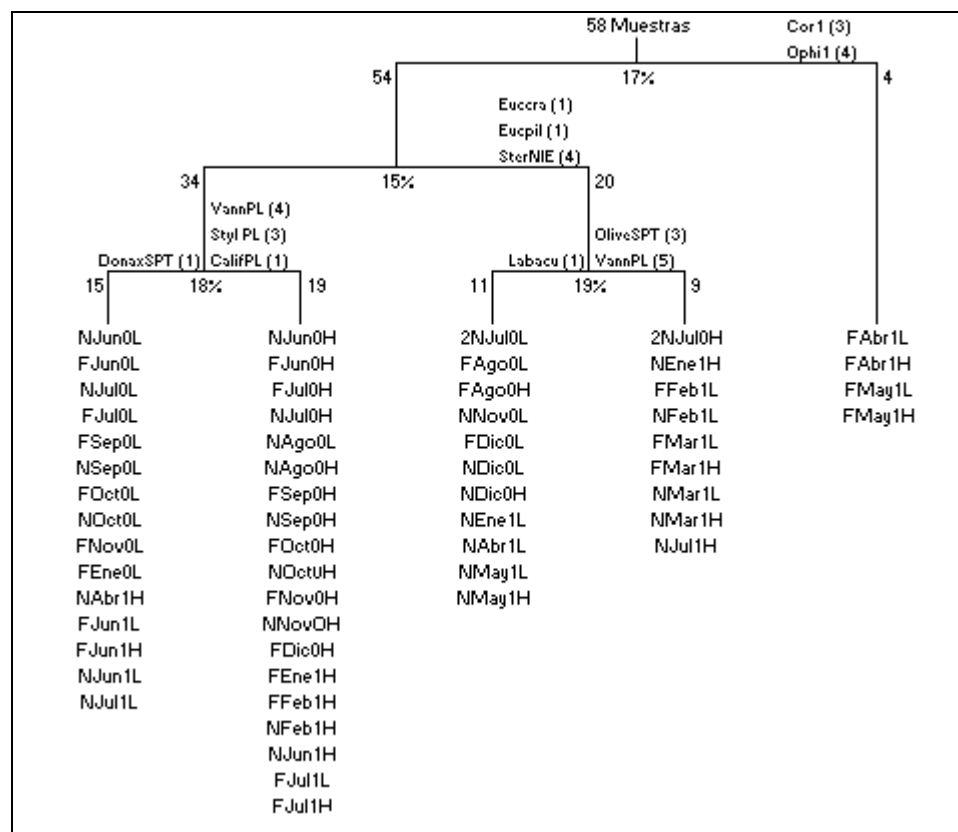 58 Muestras
Cor1 (3)
Ophi1 (4)
54
17%
4
Euccra (1)
Eucpil (1)
SterNIE (4)
34
15%
20
VannPL (4)
Styl PL (3)
DonaxSPT (1)
CalifPL (1)
OliveSPT (3)
Labacu (1)
VannPL (5)
15
18%
19
11
19%
9
NJun0L
FJun0L
NJul0L
FJul0L
FSep0L
NSep0L
FOct0L
NOct0L
FNov0L
FEne0L
NAbr1H
FJun1L
FJun1H
NJun1L
NJul1L
NJun0H
FJun0H
FJul0H
NJul0H
NAgo0L
NAgo0H
FSep0H
NSep0H
FOct0H
NOct0H
FNov0H
NNovOH
FDic0H
FEne1H
FFeb1H
NFeb1H
NJun1H
FJul1L
FJul1H
2NJul0L
FAgo0L
FAgo0H
NNov0L
FDic0L
NDic0L
NDic0H
NEne1L
NAbr1L
NMay1L
NMay1H
2NJul0H
NEne1H
FFeb1L
NFeb1L
FMar1L
FMar1H
NMar1L
NMar1H
NJul1H
FAbr1L
FAbr1H
FMay1L
FMay1H